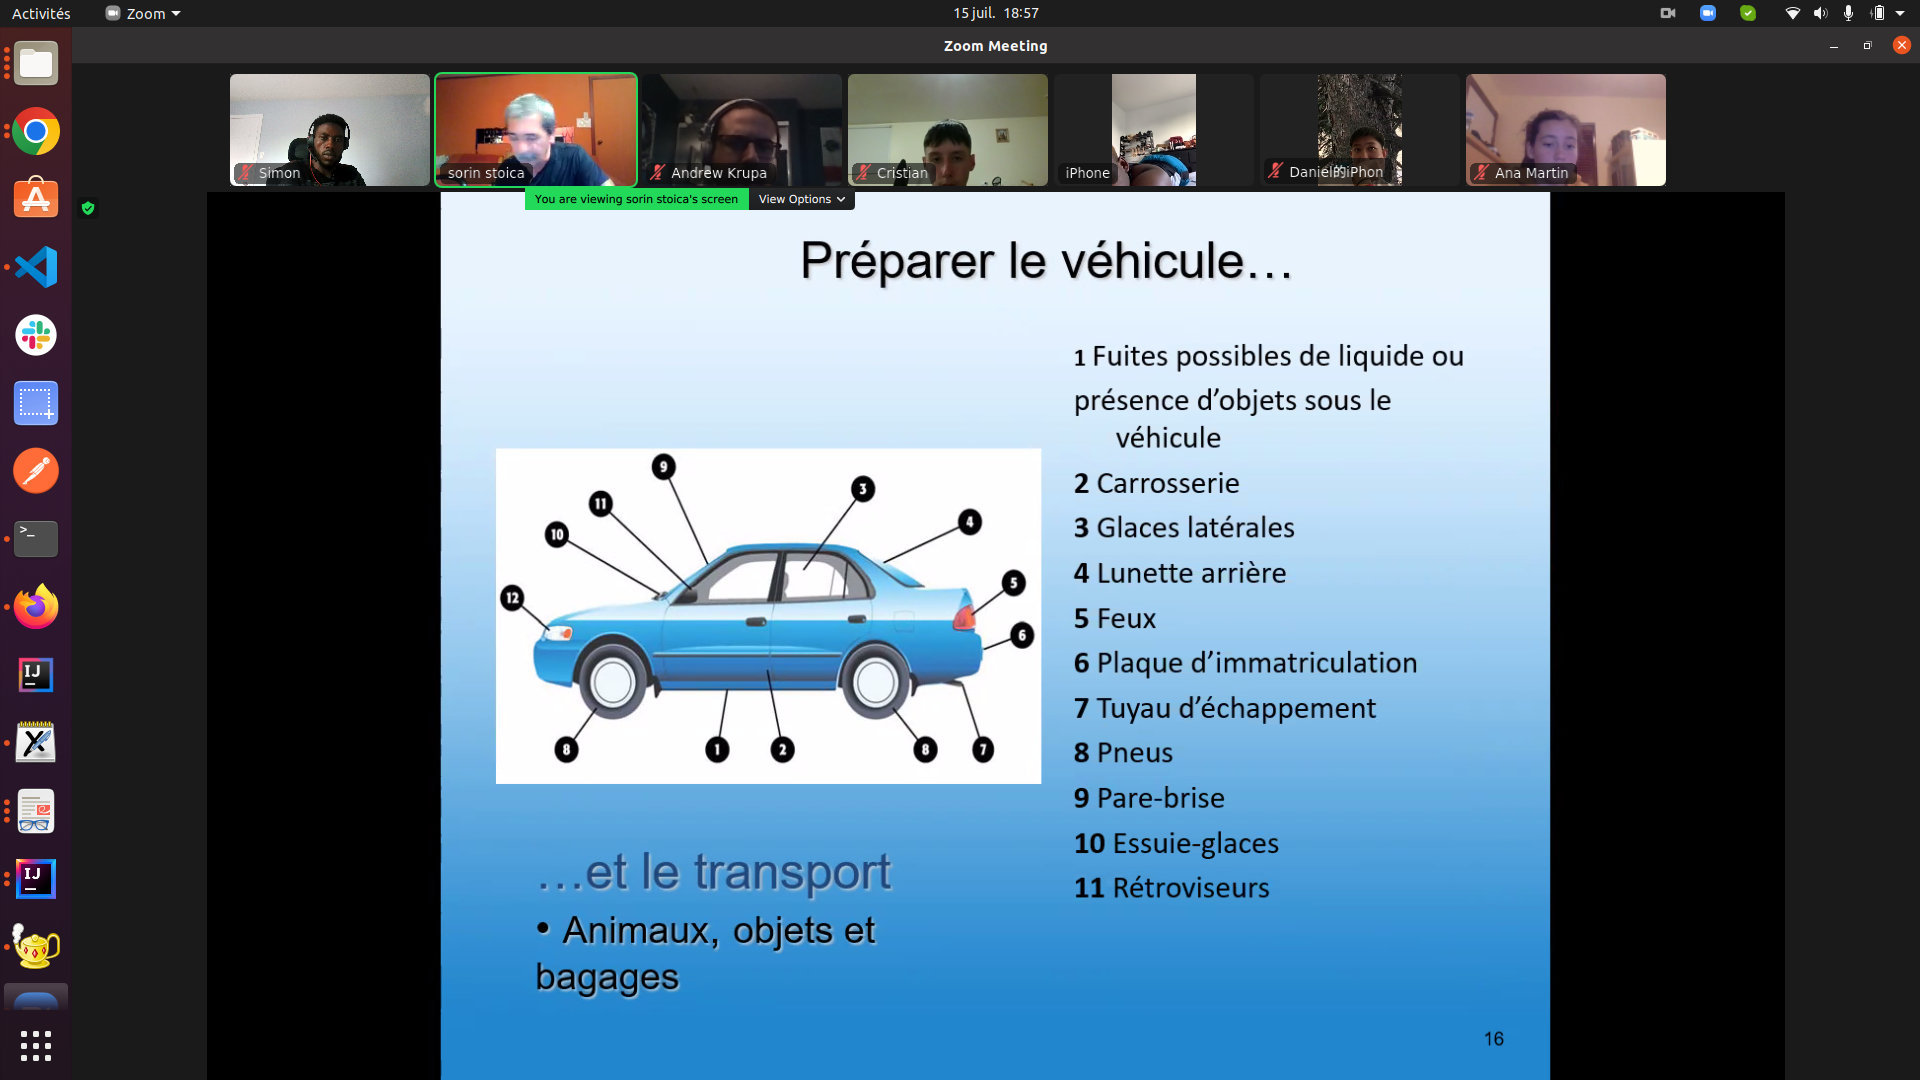 Activités
Zoom
15 juil. 18:57
Zoom Meeting
Simon
sorin stoica
Andrew Krupa
Cristian
iPhone
Ana Martin
You are viewing sorin stoica's screen
View Options
Préparer le véhicule…
1 Fuites possibles de liquide ou
présence d’objets sous le
véhicule
2 Carrosserie
3 Glaces latérales
4 Lunette arrière
5 Feux
6 Plaque d’immatriculation
7 Tuyau d’échappement
8 Pneus
9 Pare-brise
10 Essuie-glaces
11 Rétroviseurs
9
3
11
4
10
5
12
6
8
1
2
8
7
…et le transport
• Animaux, objets et
bagages
16
>_
IJ
IJ